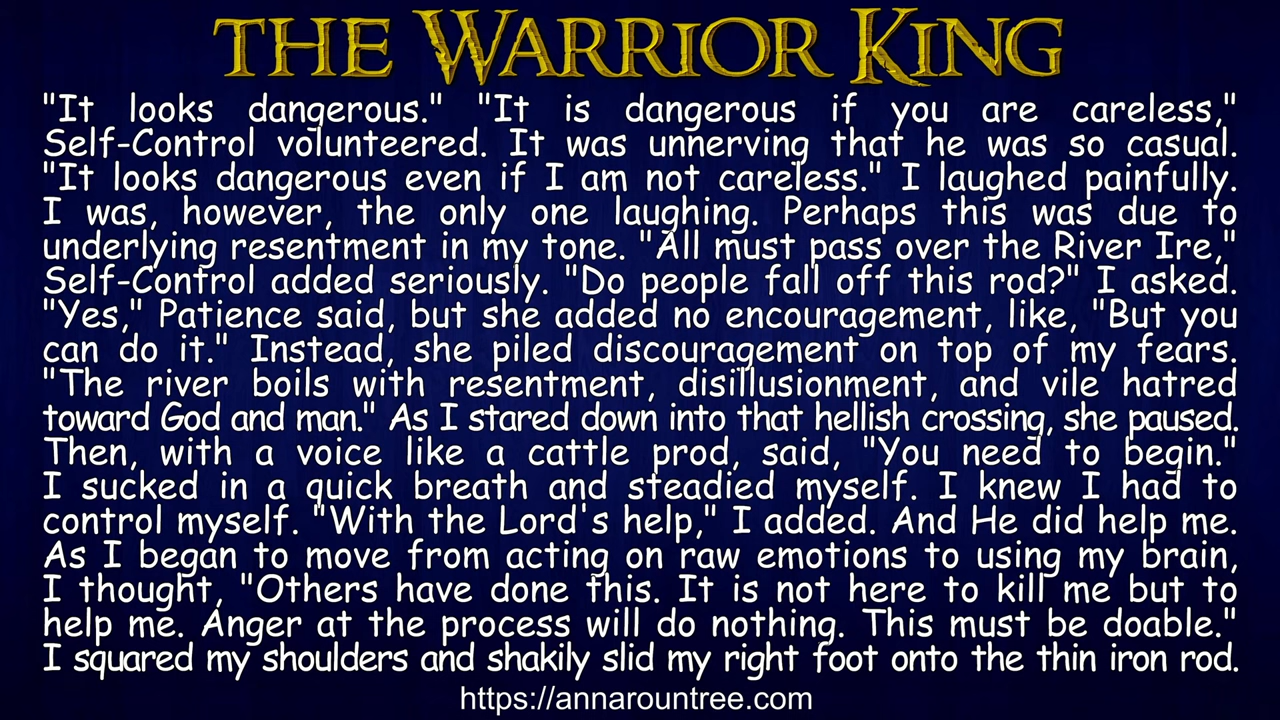 THE WARRIOR KING
"It looks dangerous." "It is dangerous if you are careless,"
Self-Control volunteered. It was unnerving that he was so casual.
"It looks dangerous even if I am not careless." I laughed painfully.
I was, however, the only one laughing. Perhaps this was due to
underlying resentment in my tone. "All must pass over the River Ire,"
Self-Control added seriously. "Do people fall off this rod?" I asked.
"Yes," Patience said, but she added no encouragement, like, "But you
can do it." Instead, she piled discouragement on top of my fears.
"The river boils with resentment, disillusionment, and vile hatred
toward God and man." As I stared down into that hellish crossing, she paused.
Then, with a voice like a cattle prod, said, "You need to begin."
I sucked in a quick breath and steadied myself. I knew I had to
control myself. "With the Lord's help," I added. And He did help me.
As I began to move from acting on raw emotions to using my brain,
I thought, "Others have done this. It is not here to kill me but to
help me. Anger at the process will do nothing. This must be doable."
I squared my shoulders and shakily slid my right foot onto the thin iron rod.
https://annarountree.com